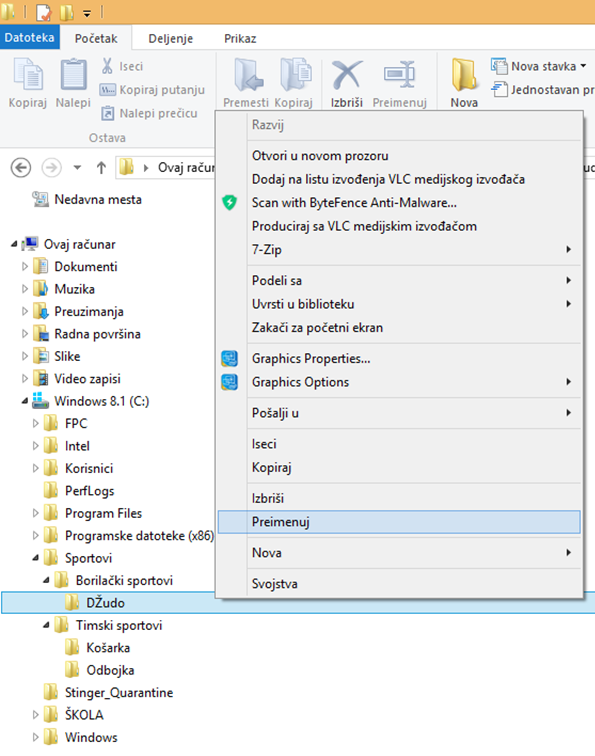 Datoteka Početak Deljenje Prikaz
Iseci
Kopiraj putanju
Nalepi prečicu
Kopiraj Nalepi
Ostava
Premesti Kopiraj Izbriši Preimenuj
Nova
Nova stavka
Jednostavan pr
Ovaj račun
Nedavna mesta
Ovaj računar
Dokumenti
Muzika
Preuzimanja
Radna površina
Slike
Video zapisi
Windows 8.1 (C:)
FPC
Intel
Korisnici
PerfLogs
Program Files
Programske datoteke (x86)
Sportovi
Borilački sportovi
DŽudo
Timski sportovi
Košarka
Odbojka
Stinger_Quarantine
ŠKOLA
Windows
Razvij
Otvori u novom prozoru
Dodaj na listu izvođenja VLC medijskog izvođača
Scan with ByteFence Anti-Malware...
Produciraj sa VLC medijskim izvođačom
7-Zip
Podeli sa
Uvrsti u biblioteku
Zakači za početni ekran
Graphics Properties...
Graphics Options
Pošalji u
Iseci
Kopiraj
Izbriši
Preimenuj
Nova
Svojstva